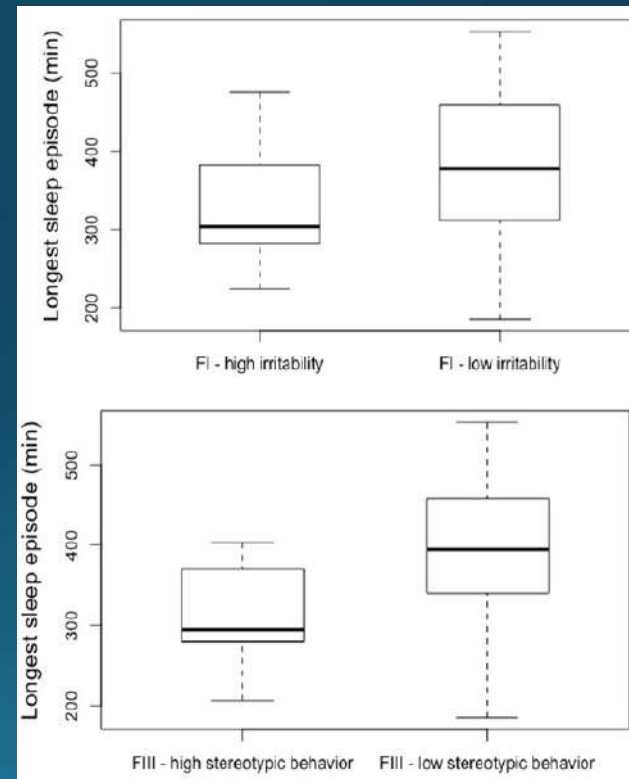 Longest sleep episode (min)
500
400
300
200
FI - high irritability
FI - low irritability
Longest sleep episode (min)
500
400
300
200
FIII - high stereotypic behavior
FIII - low stereotypic behavior